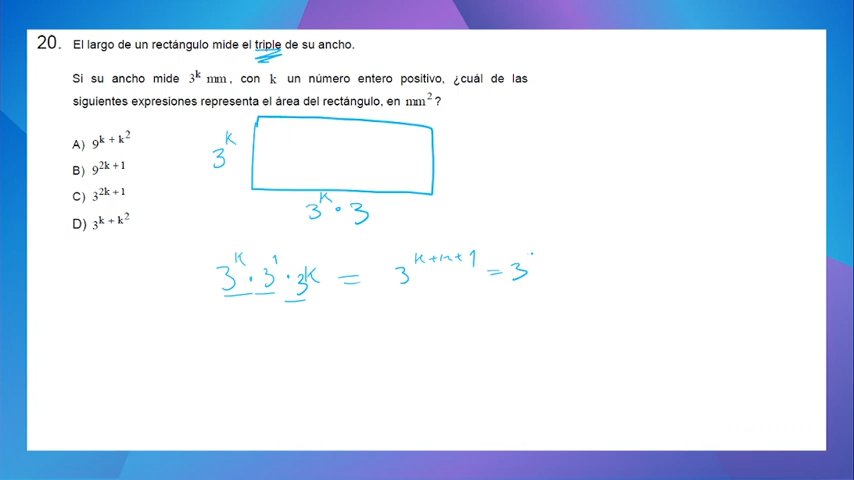 20. El largo de un rectángulo mide el triple de su ancho.
Si su ancho mide 3^k mm, con k un número entero positivo, ¿cuál de las
siguientes expresiones representa el área del rectángulo, en mm²?
A) 9^(k + k²)
B) 9^(2k + 1)
C) 3^(2k + 1)
D) 3^(k + k²)
3^k
3^k · 3
3^k · 3^1 · 3^k = 3^(k+k+1) = 3